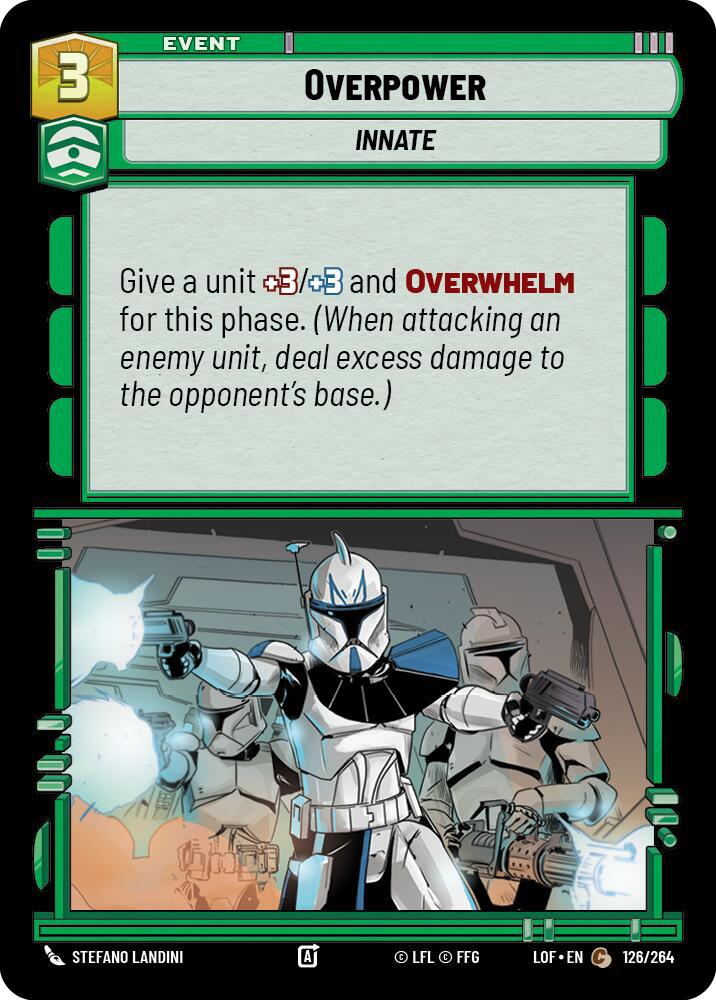 EVENT
3
OVERPOWER
INNATE
Give a unit +3/+3 and OVERWHELM
for this phase. (When attacking an
enemy unit, deal excess damage to
the opponent's base.)
STEFANO LANDINI
A
© LFL © FFG
LOF • EN C 126/264